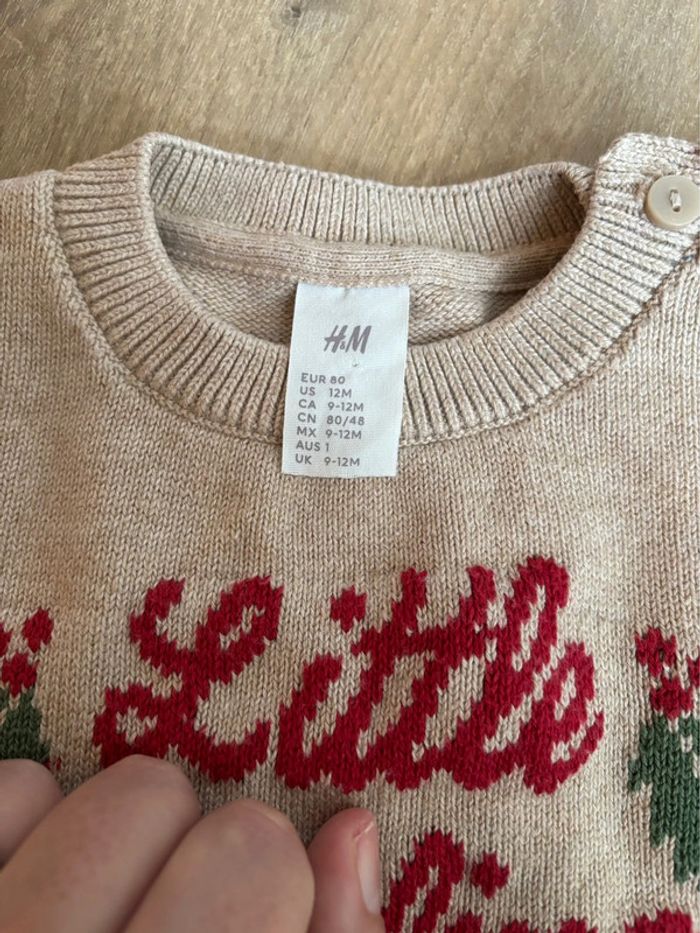 H&M
EUR 80
US 12M
CA 9-12M
CN 80/48
MX 9-12M
AUS 1
UK 9-12M
Little